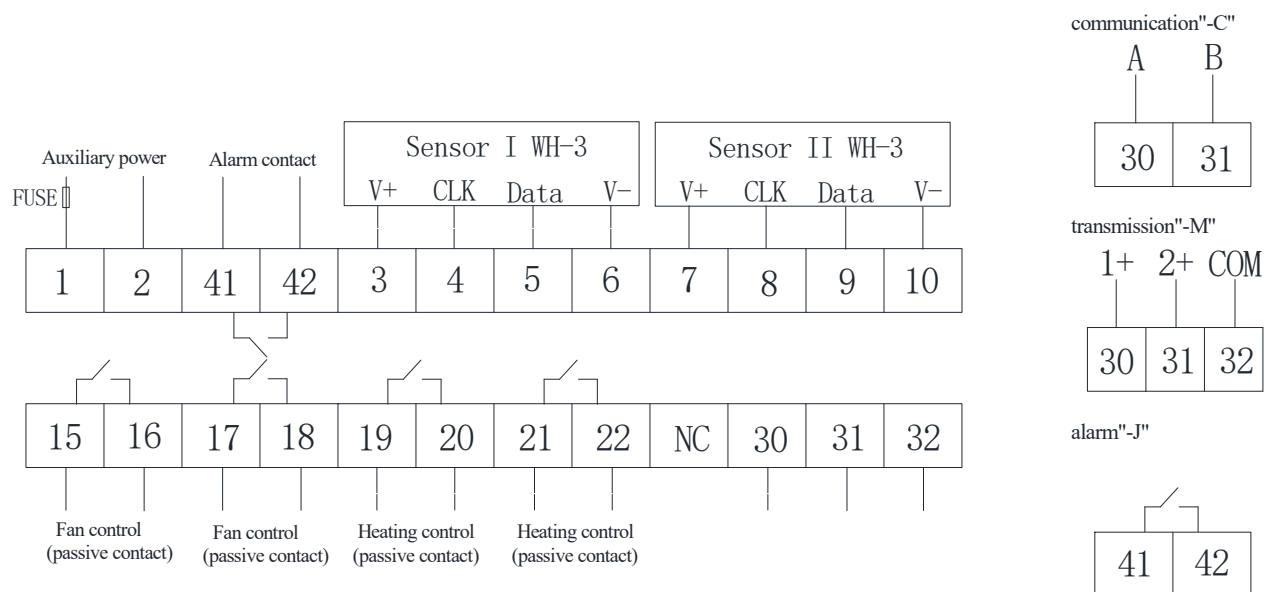 communication"-C"
A B
30 31
Auxiliary power
Alarm contact
Sensor I WH-3
Sensor II WH-3
FUSE
V+ CLK Data V-
V+ CLK Data V-
1 2 41 42 3 4 5 6 7 8 9 10
transmission"-M"
1+ 2+ COM
30 31 32
15 16 17 18 19 20 21 22 NC 30 31 32
Fan control
(passive contact)
Fan control
(passive contact)
Heating control
(passive contact)
Heating control
(passive contact)
alarm"-J"
41 42